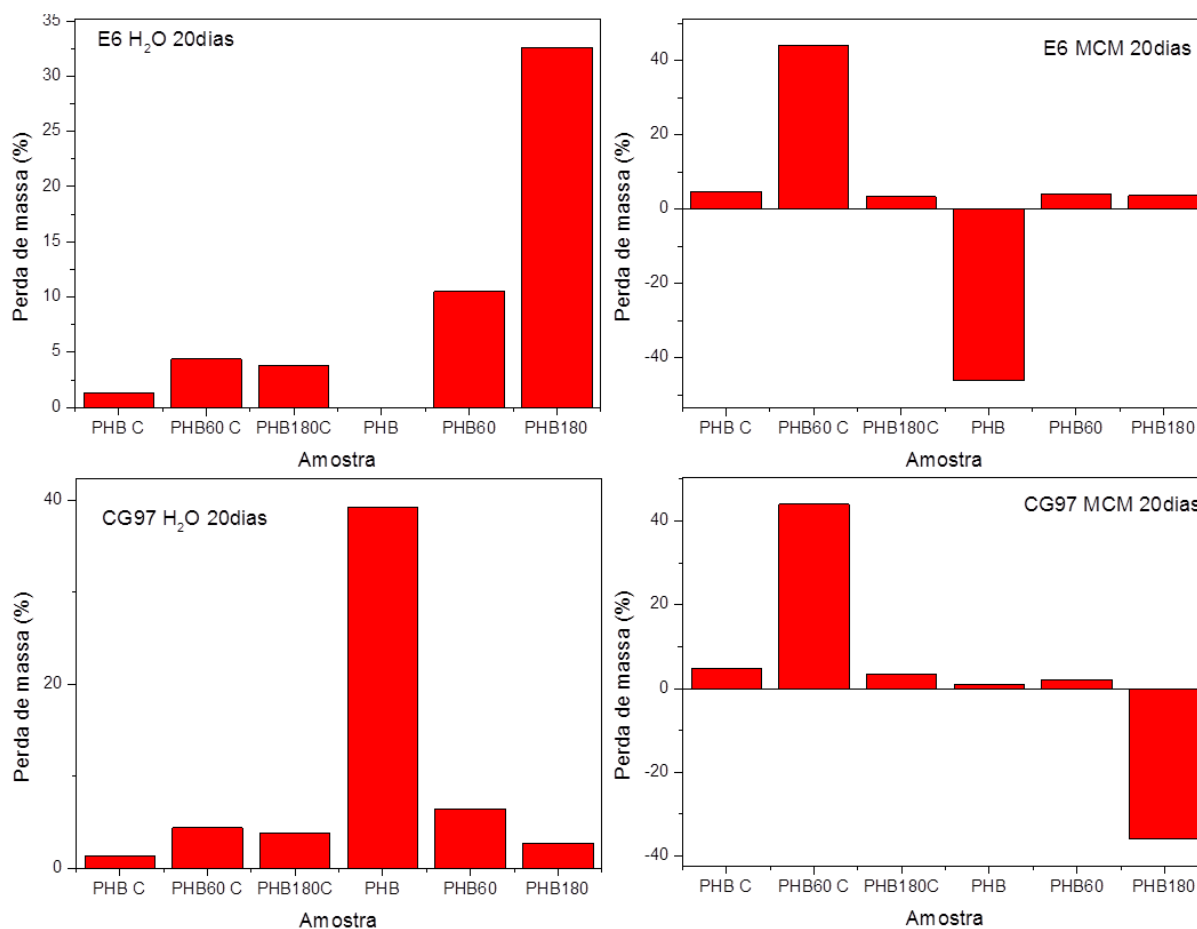 E6 H₂O 20dias
Perda de massa (%)
35
30
25
20
15
10
5
0
PHB C PHB60 C PHB180C PHB PHB60 PHB180
Amostra
E6 MCM 20dias
Perda de massa (%)
40
20
0
-20
-40
PHB C PHB60 C PHB180C PHB PHB60 PHB180
Amostra
CG97 H₂O 20dias
Perda de massa (%)
40
20
0
PHB C PHB60 C PHB180C PHB PHB60 PHB180
Amostra
CG97 MCM 20dias
Perda de massa (%)
40
20
0
-20
-40
PHB C PHB60 C PHB180C PHB PHB60 PHB180
Amostra